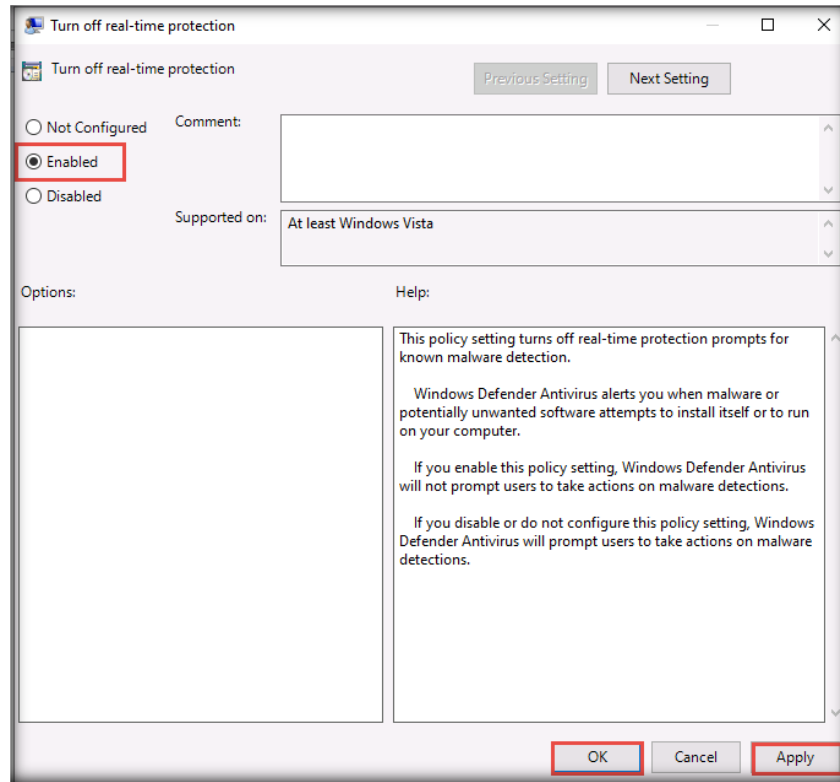 Turn off real-time protection
Turn off real-time protection
Previous Setting
Next Setting
Not Configured
Comment:
Enabled
Disabled
Supported on:
At least Windows Vista
Options:
Help:
This policy setting turns off real-time protection prompts for
known malware detection.
Windows Defender Antivirus alerts you when malware or
potentially unwanted software attempts to install itself or to run
on your computer.
If you enable this policy setting, Windows Defender Antivirus
will not prompt users to take actions on malware detections.
If you disable or do not configure this policy setting, Windows
Defender Antivirus will prompt users to take actions on malware
detections.
OK
Cancel
Apply